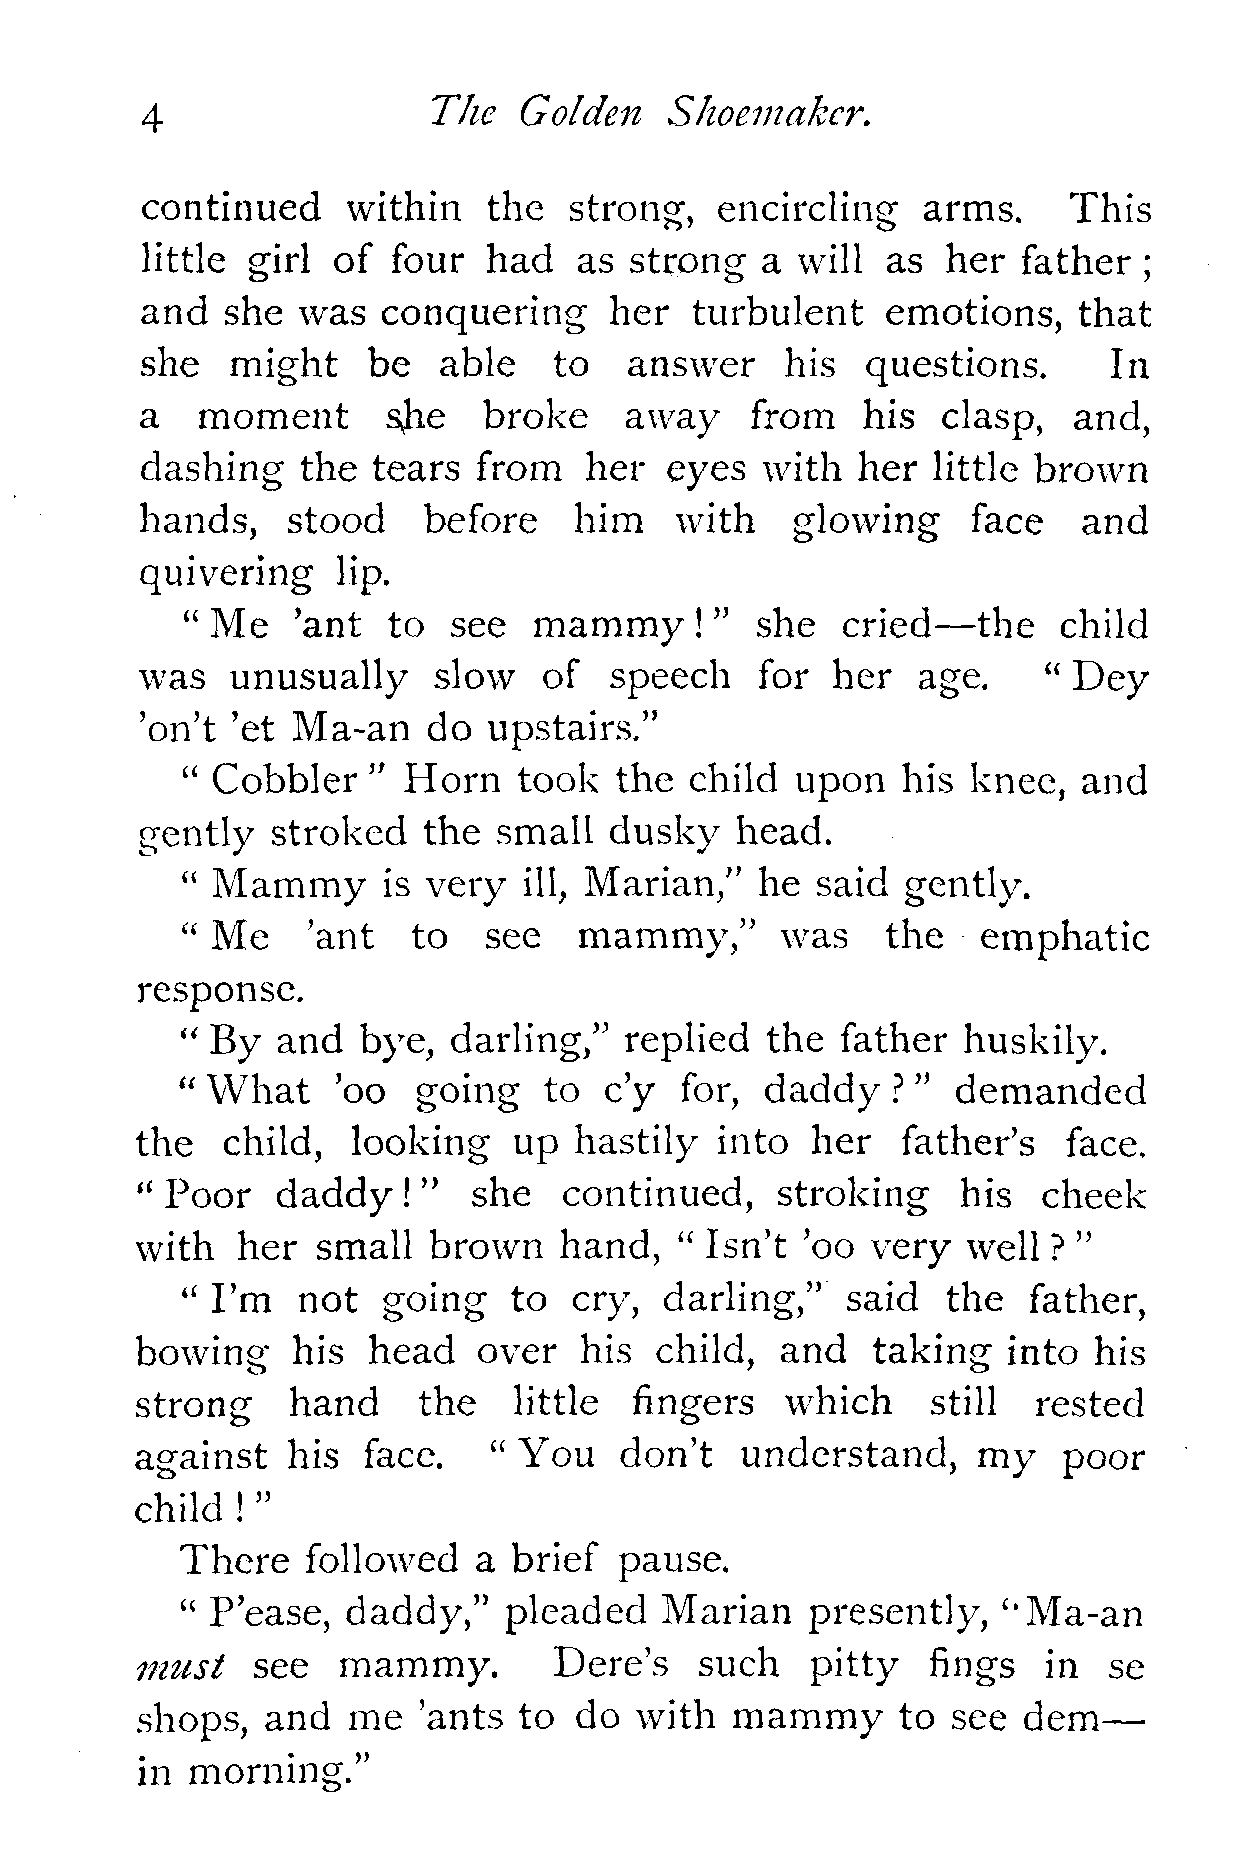 4 The Golden Shoemaker.
continued within the strong, encircling arms. This
little girl of four had as strong a will as her father ;
and she was conquering her turbulent emotions, that
she might be able to answer his questions. In
a moment she broke away from his clasp, and,
dashing the tears from her eyes with her little brown
hands, stood before him with glowing face and
quivering lip.
“ Me 'ant to see mammy ! ” she cried—the child
was unusually slow of speech for her age. “ Dey
'on't 'et Ma-an do upstairs.”
“ Cobbler ” Horn took the child upon his knee, and
gently stroked the small dusky head.
“ Mammy is very ill, Marian,” he said gently.
“ Me 'ant to see mammy,” was the emphatic
response.
“ By and bye, darling,” replied the father huskily.
“ What 'oo going to c'y for, daddy ? ” demanded
the child, looking up hastily into her father's face.
“ Poor daddy ! ” she continued, stroking his cheek
with her small brown hand, “ Isn't 'oo very well ? ”
“ I'm not going to cry, darling,” said the father,
bowing his head over his child, and taking into his
strong hand the little fingers which still rested
against his face. “ You don't understand, my poor
child ! ”
There followed a brief pause.
“ P'ease, daddy,” pleaded Marian presently, “ Ma-an
must see mammy. Dere's such pitty fings in se
shops, and me 'ants to do with mammy to see dem—
in morning.”